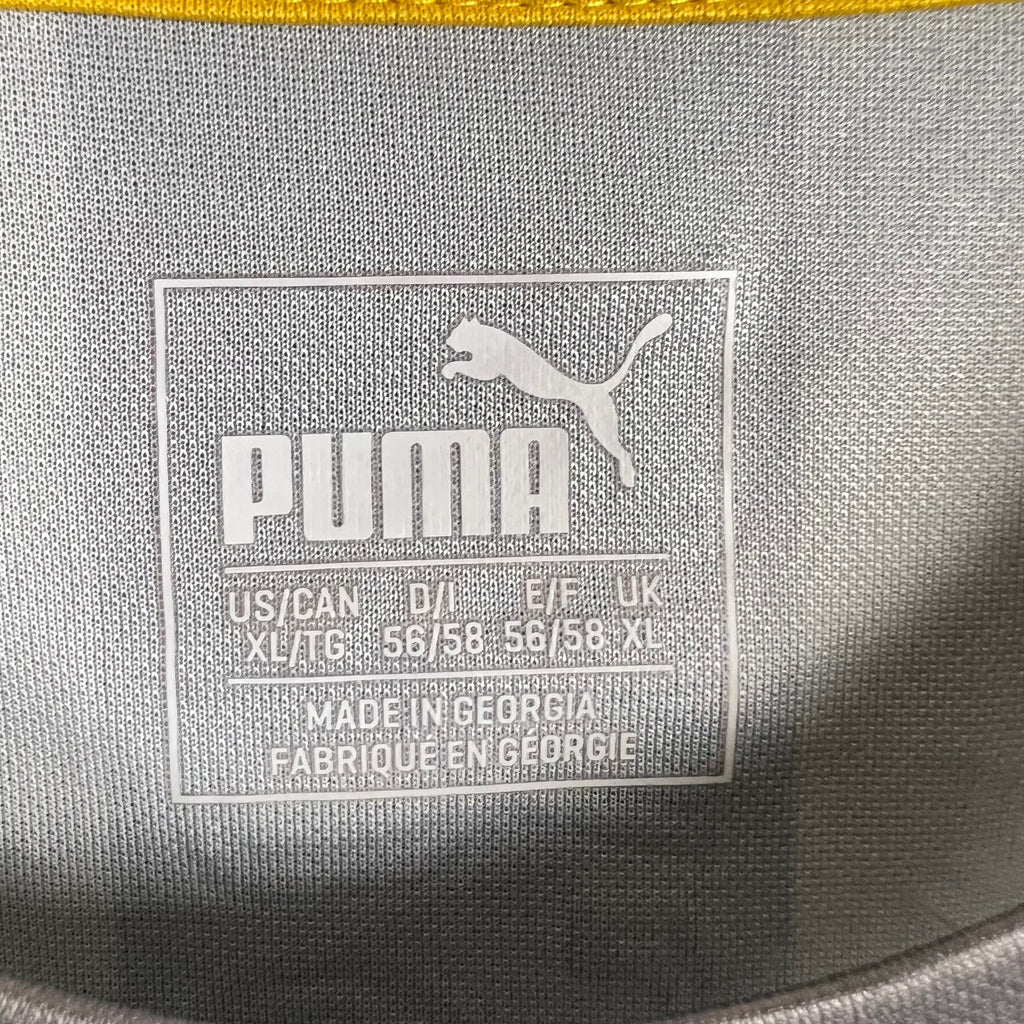 PUMA
US/CAN D/I E/F UK
XL/TG 56/58 56/58 XL
MADE IN GEORGIA
FABRIQUÉ EN GÉORGIE